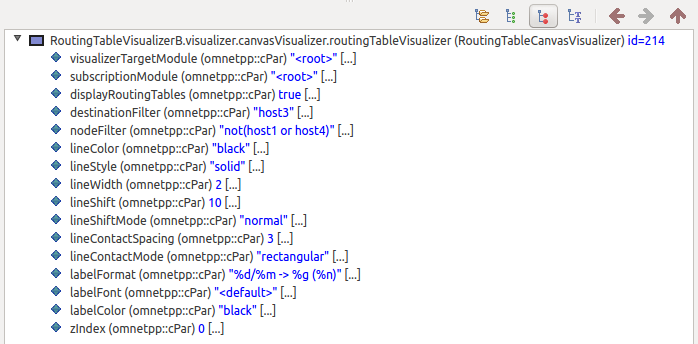 RoutingTableVisualizerB.visualizer.canvasVisualizer.routingTableVisualizer (RoutingTableCanvasVisualizer) id=214
visualizerTargetModule (omnetpp::cPar) "<root>" [...]
subscriptionModule (omnetpp::cPar) "<root>" [...]
displayRoutingTables (omnetpp::cPar) true [...]
destinationFilter (omnetpp::cPar) "host3" [...]
nodeFilter (omnetpp::cPar) "not(host1 or host4)" [...]
lineColor (omnetpp::cPar) "black" [...]
lineStyle (omnetpp::cPar) "solid" [...]
lineWidth (omnetpp::cPar) 2 [...]
lineShift (omnetpp::cPar) 10 [...]
lineShiftMode (omnetpp::cPar) "normal" [...]
lineContactSpacing (omnetpp::cPar) 3 [...]
lineContactMode (omnetpp::cPar) "rectangular" [...]
labelFormat (omnetpp::cPar) "%d/%m -> %g (%n)" [...]
labelFont (omnetpp::cPar) "<default>" [...]
labelColor (omnetpp::cPar) "black" [...]
zIndex (omnetpp::cPar) 0 [...]